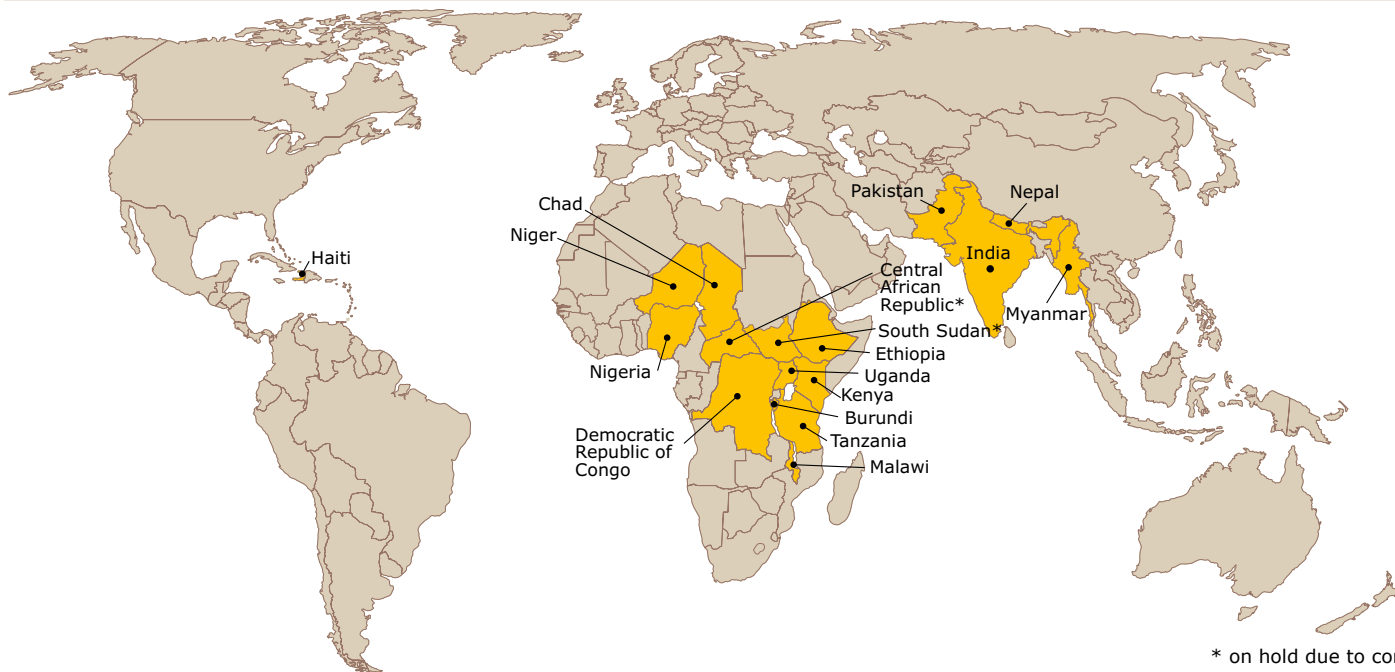 Pakistan
Nepal
Chad
Niger
Haiti
India
Central
African
Republic*
Myanmar
South Sudan*
Ethiopia
Nigeria
Uganda
Kenya
Burundi
Democratic
Republic of
Congo
Tanzania
Malawi
* on hold due to